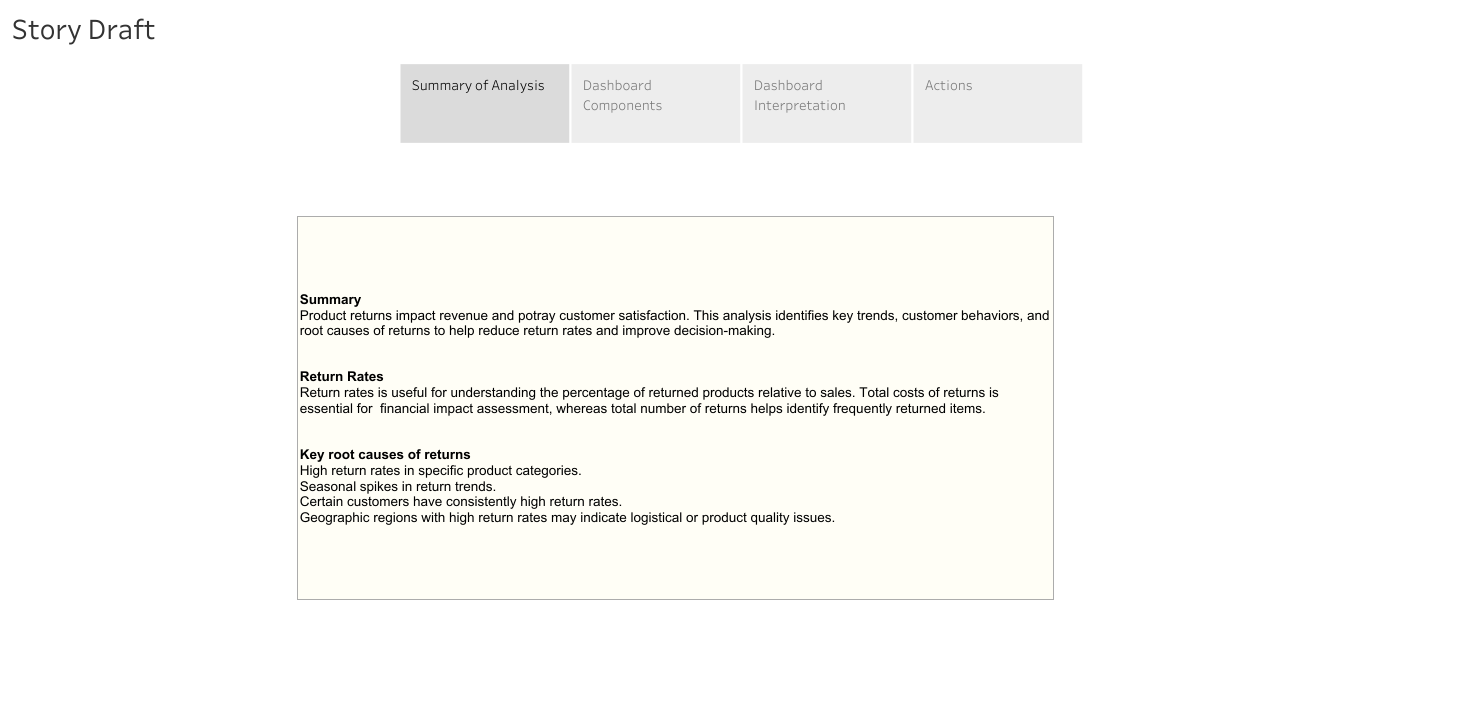 Story Draft
Summary of Analysis
Dashboard
Components
Dashboard
Interpretation
Actions
Summary
Product returns impact revenue and potray customer satisfaction. This analysis identifies key trends, customer behaviors, and
root causes of returns to help reduce return rates and improve decision-making.
Return Rates
Return rates is useful for understanding the percentage of returned products relative to sales. Total costs of returns is
essential for  financial impact assessment, whereas total number of returns helps identify frequently returned items.
Key root causes of returns
High return rates in specific product categories.
Seasonal spikes in return trends.
Certain customers have consistently high return rates.
Geographic regions with high return rates may indicate logistical or product quality issues.